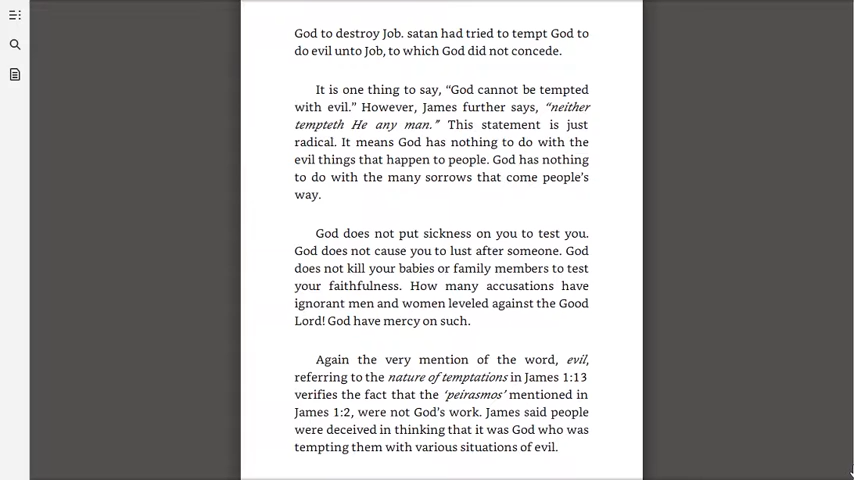 God to destroy Job. satan had tried to tempt God to
do evil unto Job, to which God did not concede.
It is one thing to say, “God cannot be tempted
with evil.” However, James further says, “neither
tempteth He any man.” This statement is just
radical. It means God has nothing to do with the
evil things that happen to people. God has nothing
to do with the many sorrows that come people’s
way.
God does not put sickness on you to test you.
God does not cause you to lust after someone. God
does not kill your babies or family members to test
your faithfulness. How many accusations have
ignorant men and women leveled against the Good
Lord! God have mercy on such.
Again the very mention of the word, evil,
referring to the nature of temptations in James 1:13
verifies the fact that the ‘peirasmos’ mentioned in
James 1:2, were not God’s work. James said people
were deceived in thinking that it was God who was
tempting them with various situations of evil.